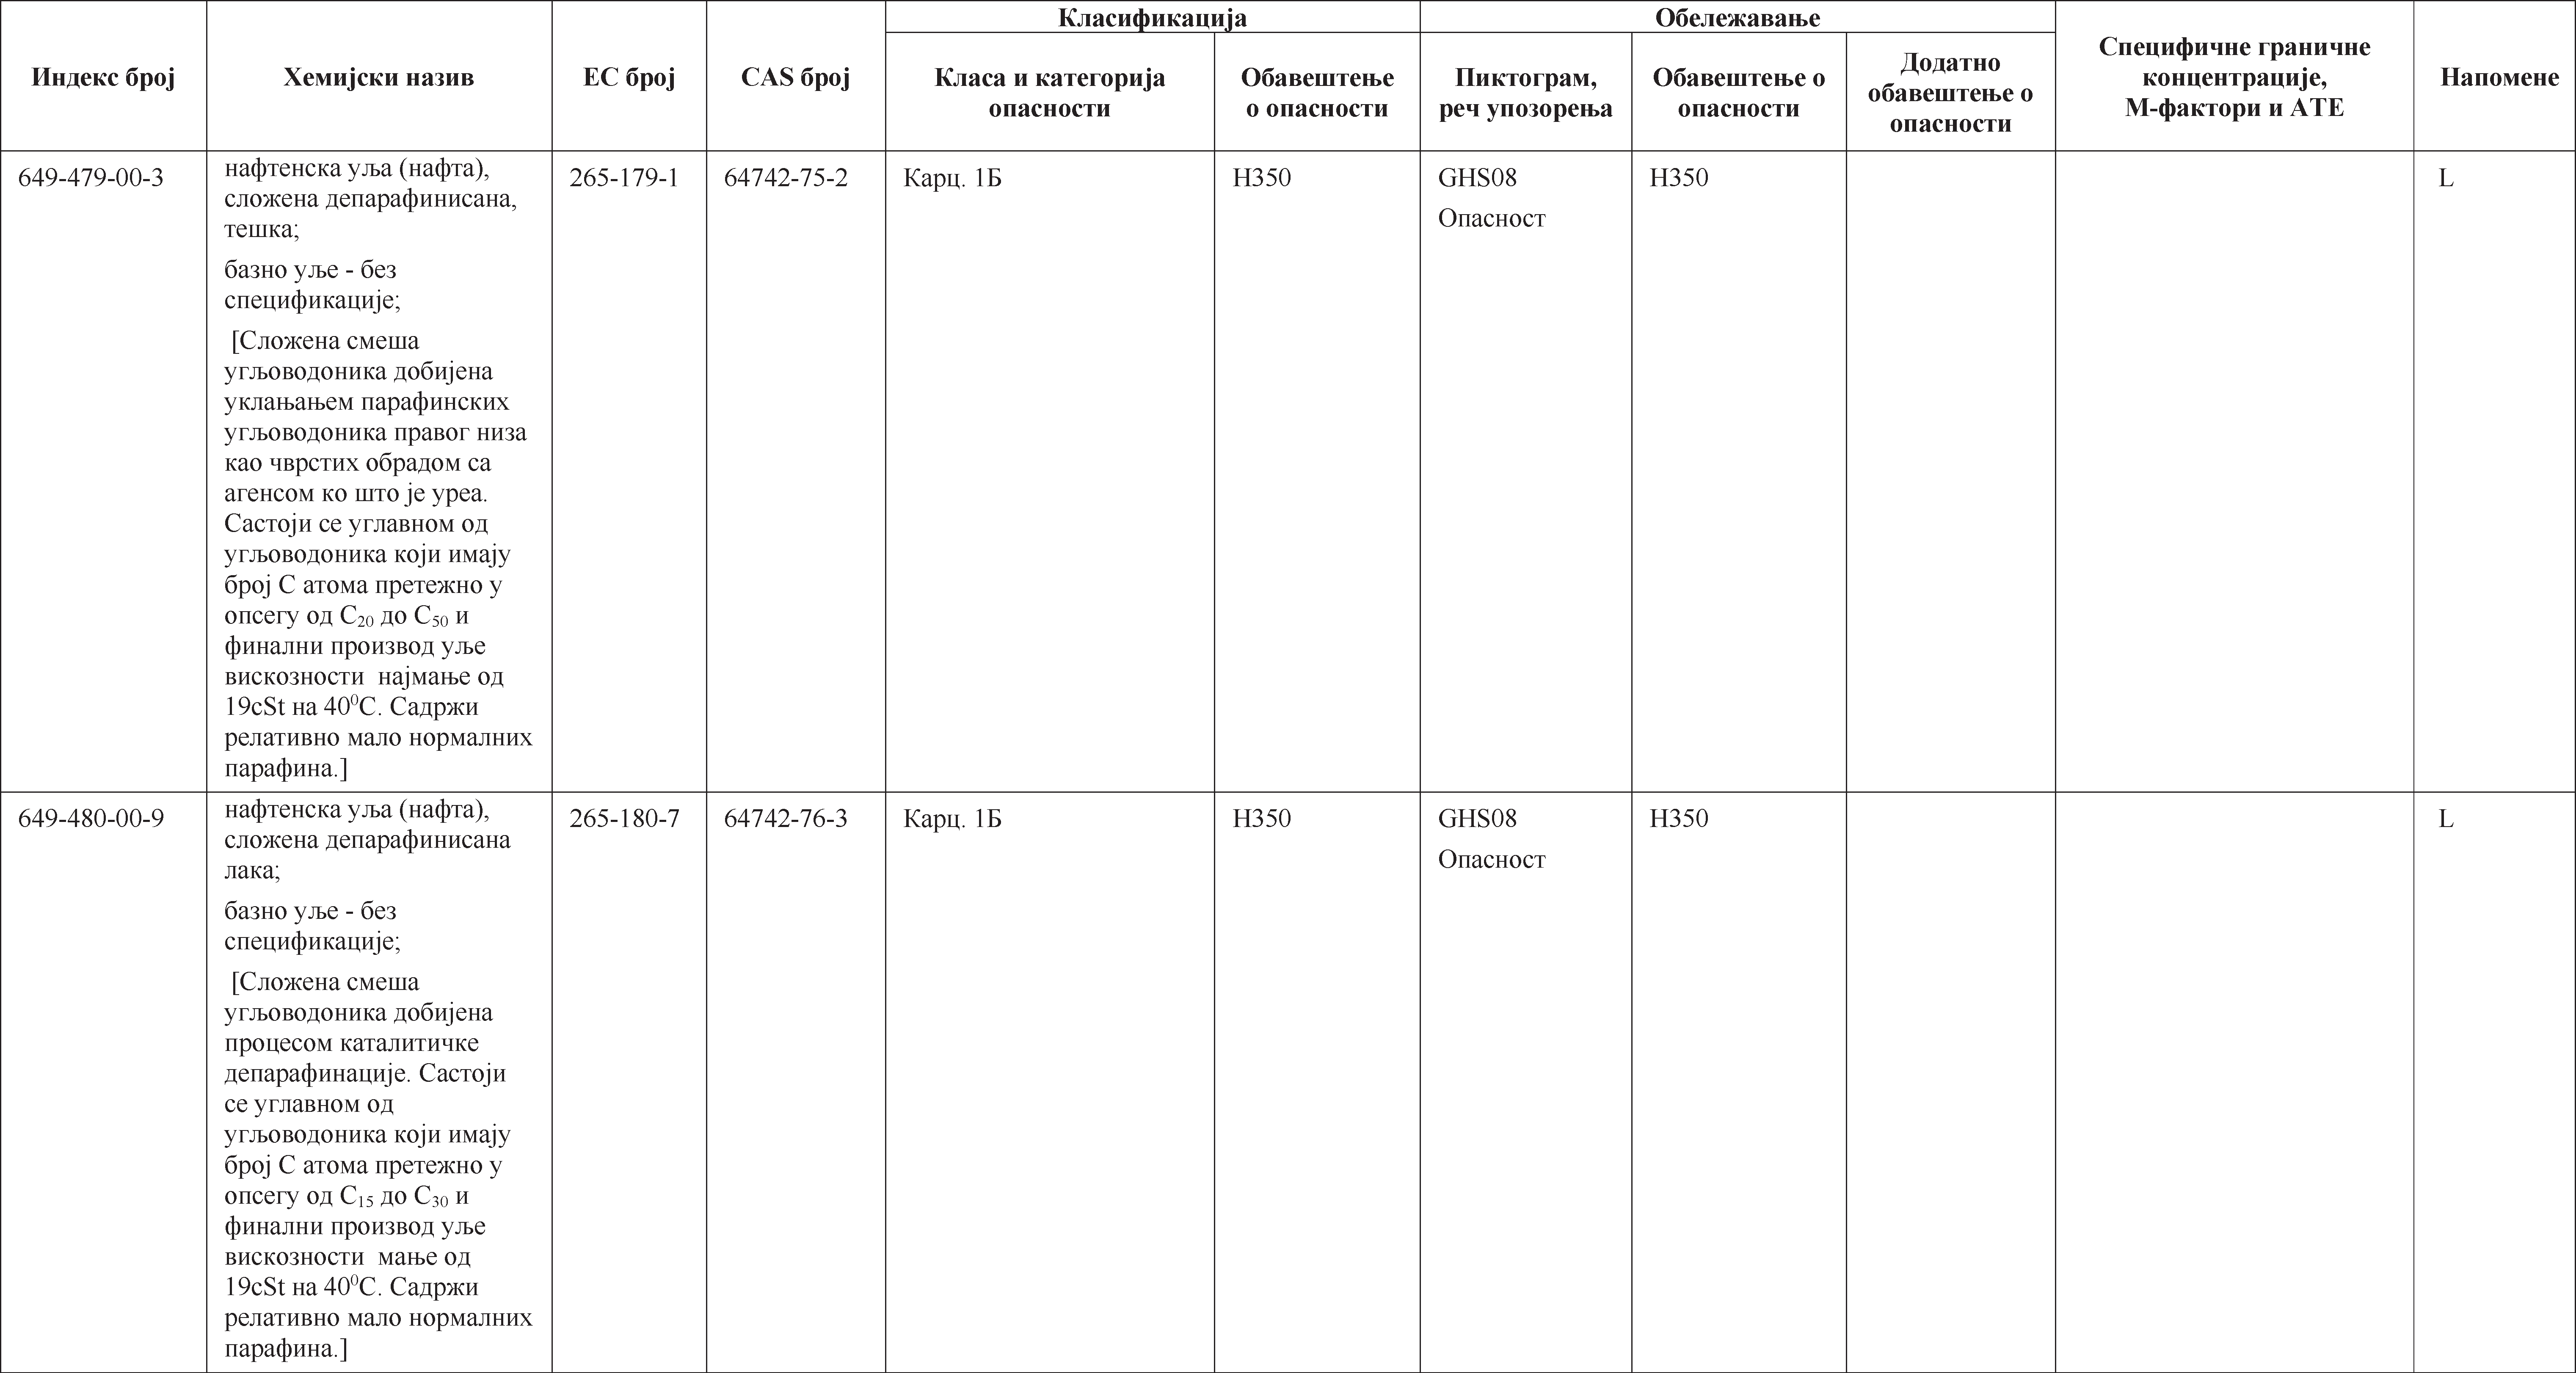 Класификација
Обележавање
Индекс број
Хемијски назив
ЕС број
CAS број
Класа и категорија
опасности
Обавештење
о опасности
Пиктограм,
реч упозорења
Обавештење о
опасности
Додатно
обавештење о
опасности
Специфичне граничне
концентрације,
М-фактори и АТЕ
Напомене
649-479-00-3
нафтенска уља (нафта),
сложена депарафинисана,
тешка;
базно уље - без
спецификације;
[Сложена смеша
угљоводоника добијена
уклањањем парафинских
угљоводоника правог низа
као чврстих обрадом са
агенсом ко што је уреа.
Састоји се углавном од
угљоводоника који имају
број С атома претежно у
опсегу од C₂₀ до C₅₀ и
финални производ уље
вискозности  најмање од
19cSt на 40⁰C. Садржи
релативно мало нормалних
парафина.]
265-179-1
64742-75-2
Карц. 1Б
H350
GHS08
Опасност
H350
L
649-480-00-9
нафтенска уља (нафта),
сложена депарафинисана
лака;
базно уље - без
спецификације;
[Сложена смеша
угљоводоника добијена
процесом каталитичке
депарафинације. Састоји
се углавном од
угљоводоника који имају
број С атома претежно у
опсегу од C₁₅ до C₃₀ и
финални производ уље
вискозности  мање од
19cSt на 40⁰C. Садржи
релативно мало нормалних
парафина.]
265-180-7
64742-76-3
Карц. 1Б
H350
GHS08
Опасност
H350
L